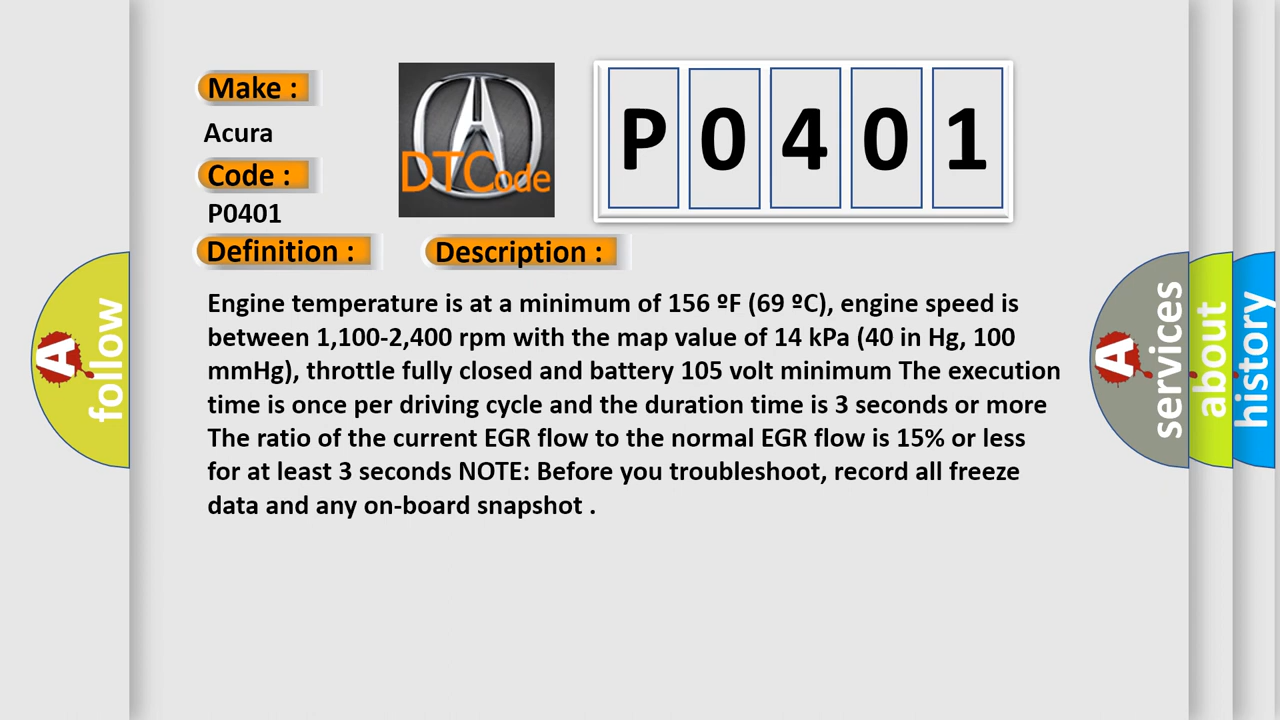 Make :
Acura
Code :
P0401
Definition :
Description :
DTCode
P0401
Engine temperature is at a minimum of 156 ºF (69 ºC), engine speed is
between 1,100-2,400 rpm with the map value of 14 kPa (40 in Hg, 100
mmHg), throttle fully closed and battery 105 volt minimum The execution
time is once per driving cycle and the duration time is 3 seconds or more
The ratio of the current EGR flow to the normal EGR flow is 15% or less
for at least 3 seconds NOTE: Before you troubleshoot, record all freeze
data and any on-board snapshot .
A
follow
A
services
about
history